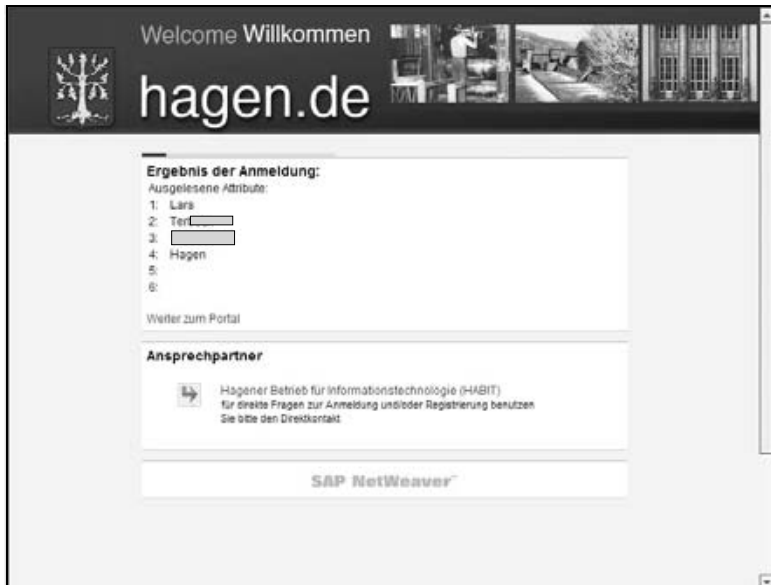 Welcome Willkommen
hagen.de
Ergebnis der Anmeldung:
Ausgelesene Attribute:
1: Lars
2:
3:
4: Hagen
5:
6:
Weiter zum Portal
Ansprechpartner
Hagener Betrieb für Informationstechnologie (HABIT)
für direkte Fragen zur Anmeldung und/oder Registrierung benutzen
Sie bitte den Direktkontakt
SAP NetWeaver™